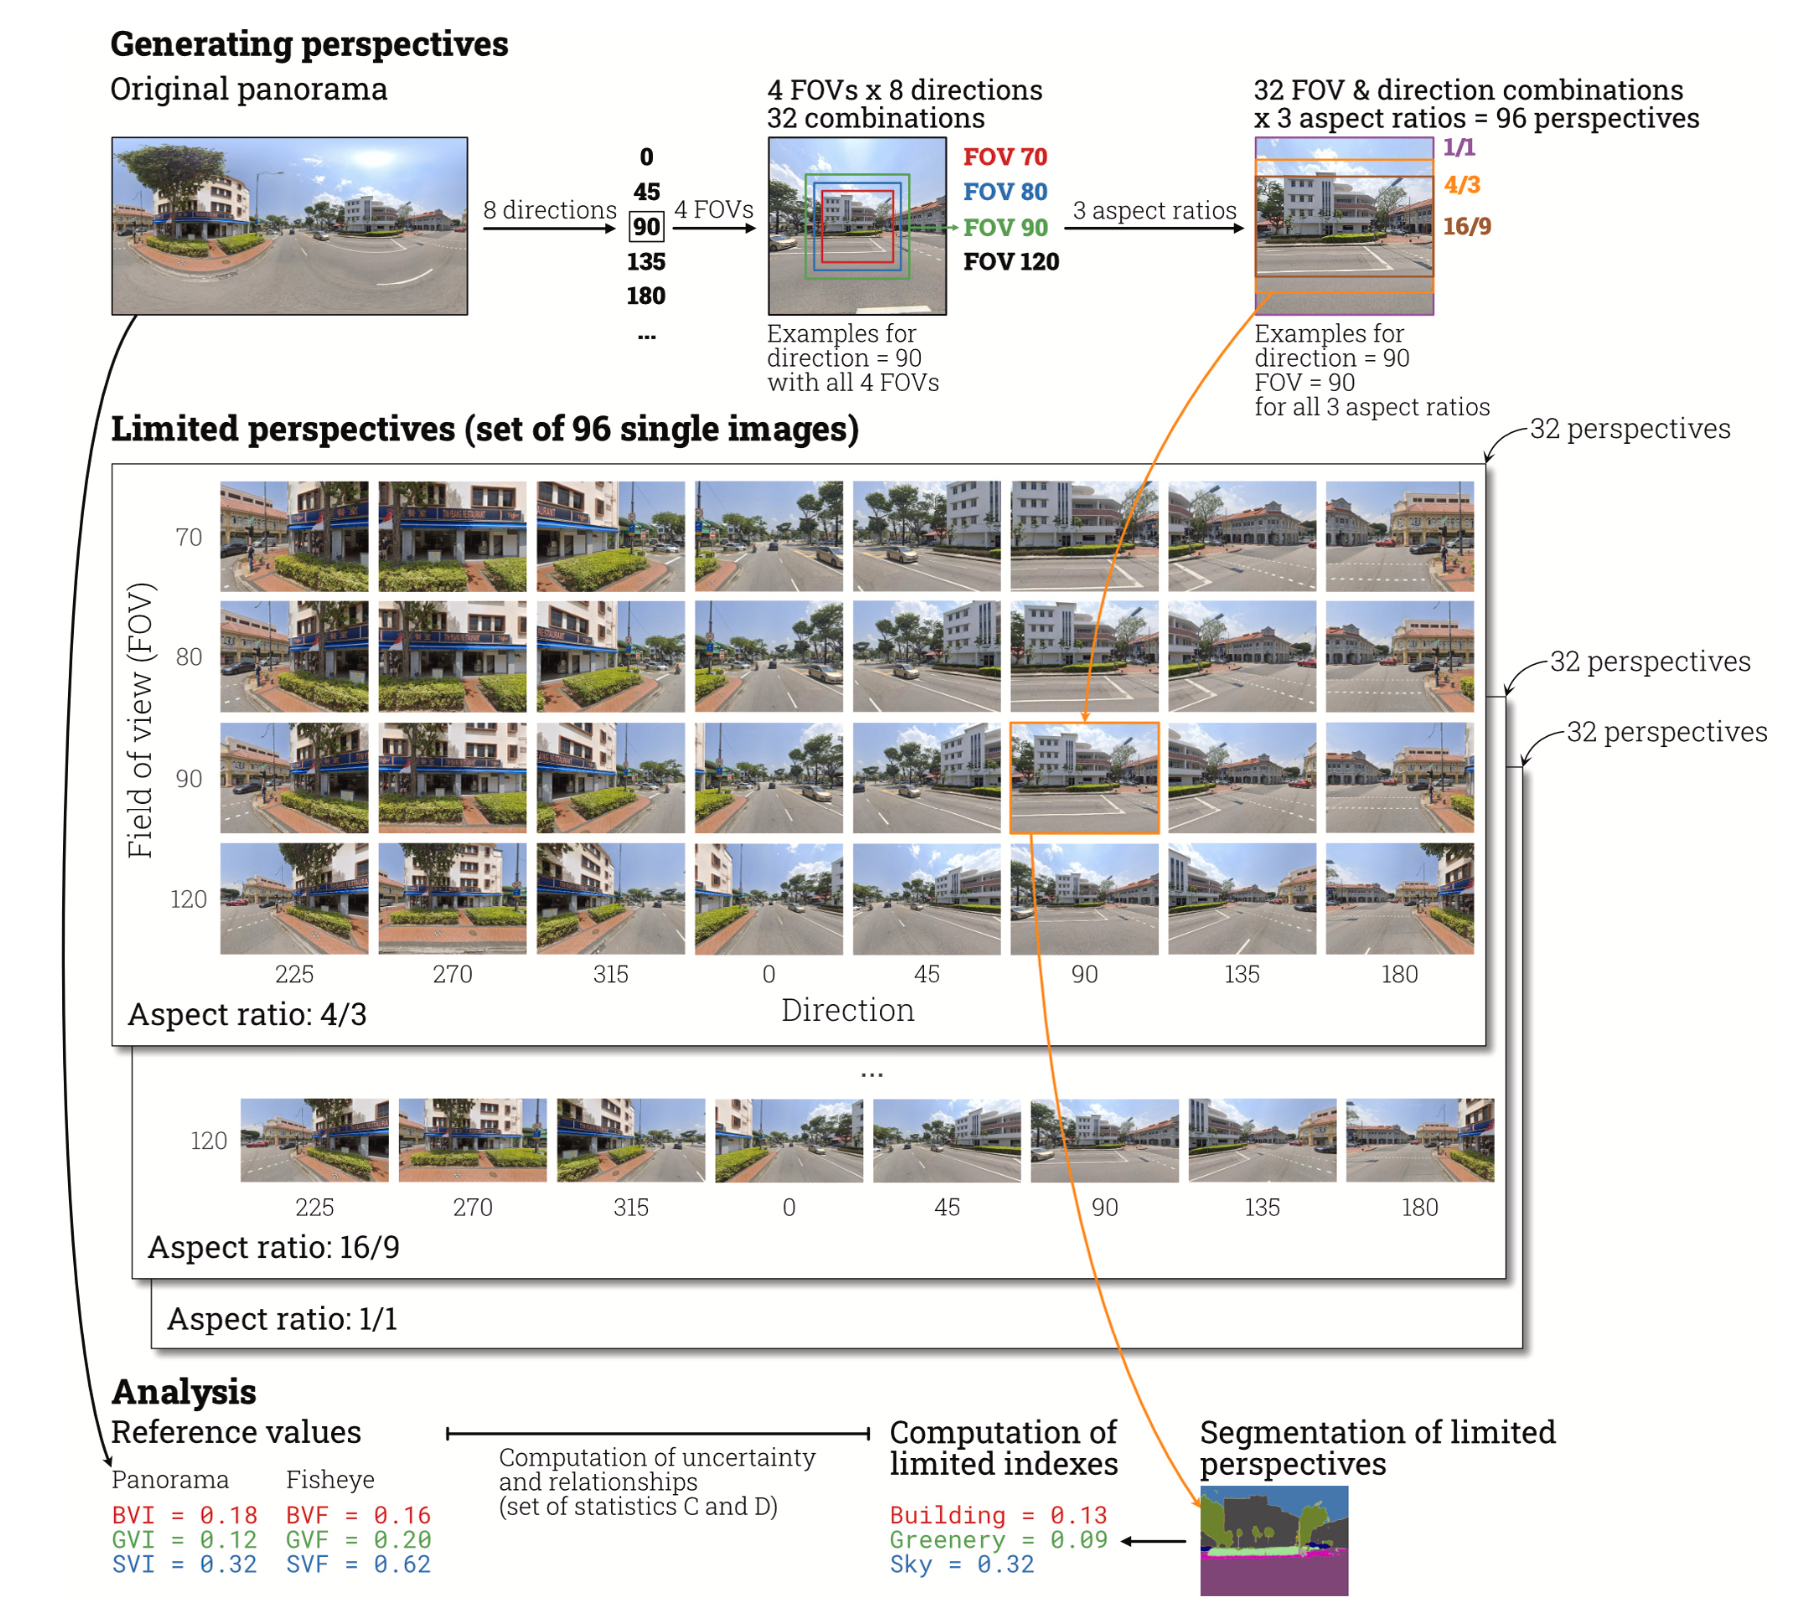 Generating perspectives
Original panorama
8 directions
0
45
90
135
180
...
4 FOVs
4 FOVs x 8 directions
32 combinations
FOV 70
FOV 80
FOV 90
FOV 120
Examples for
direction = 90
with all 4 FOVs
3 aspect ratios
32 FOV & direction combinations
x 3 aspect ratios = 96 perspectives
1/1
4/3
16/9
Examples for
direction = 90
FOV = 90
for all 3 aspect ratios
Limited perspectives (set of 96 single images)
32 perspectives
32 perspectives
32 perspectives
Field of view (FOV)
70
80
90
120
225 270 315 0 45 90 135 180
Direction
Aspect ratio: 4/3
...
120
225 270 315 0 45 90 135 180
Aspect ratio: 16/9
Aspect ratio: 1/1
Analysis
Reference values
Panorama
BVI = 0.18
GVI = 0.12
SVI = 0.32
Fisheye
BVF = 0.16
GVF = 0.20
SVF = 0.62
Computation of uncertainty
and relationships
(set of statistics C and D)
Computation of
limited indexes
Building = 0.13
Greenery = 0.09
Sky = 0.32
Segmentation of limited
perspectives